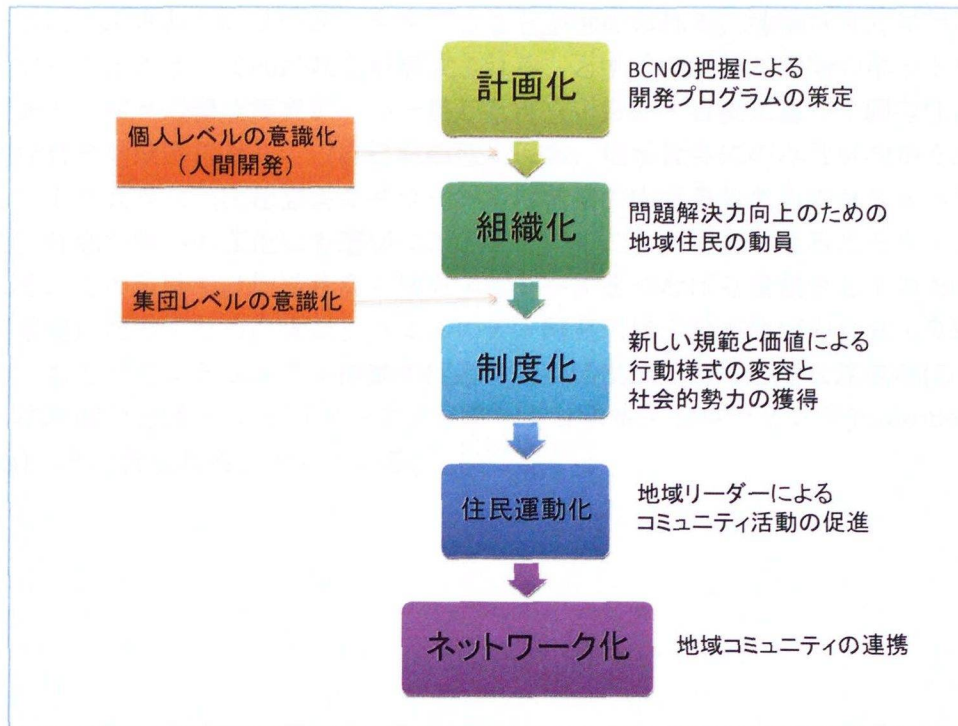 計画化
BCNの把握による
開発プログラムの策定
個人レベルの意識化
（人間開発）
組織化
問題解決力向上のための
地域住民の動員
集団レベルの意識化
制度化
新しい規範と価値による
行動様式の変容と
社会的勢力の獲得
住民運動化
地域リーダーによる
コミュニティ活動の促進
ネットワーク化
地域コミュニティの連携